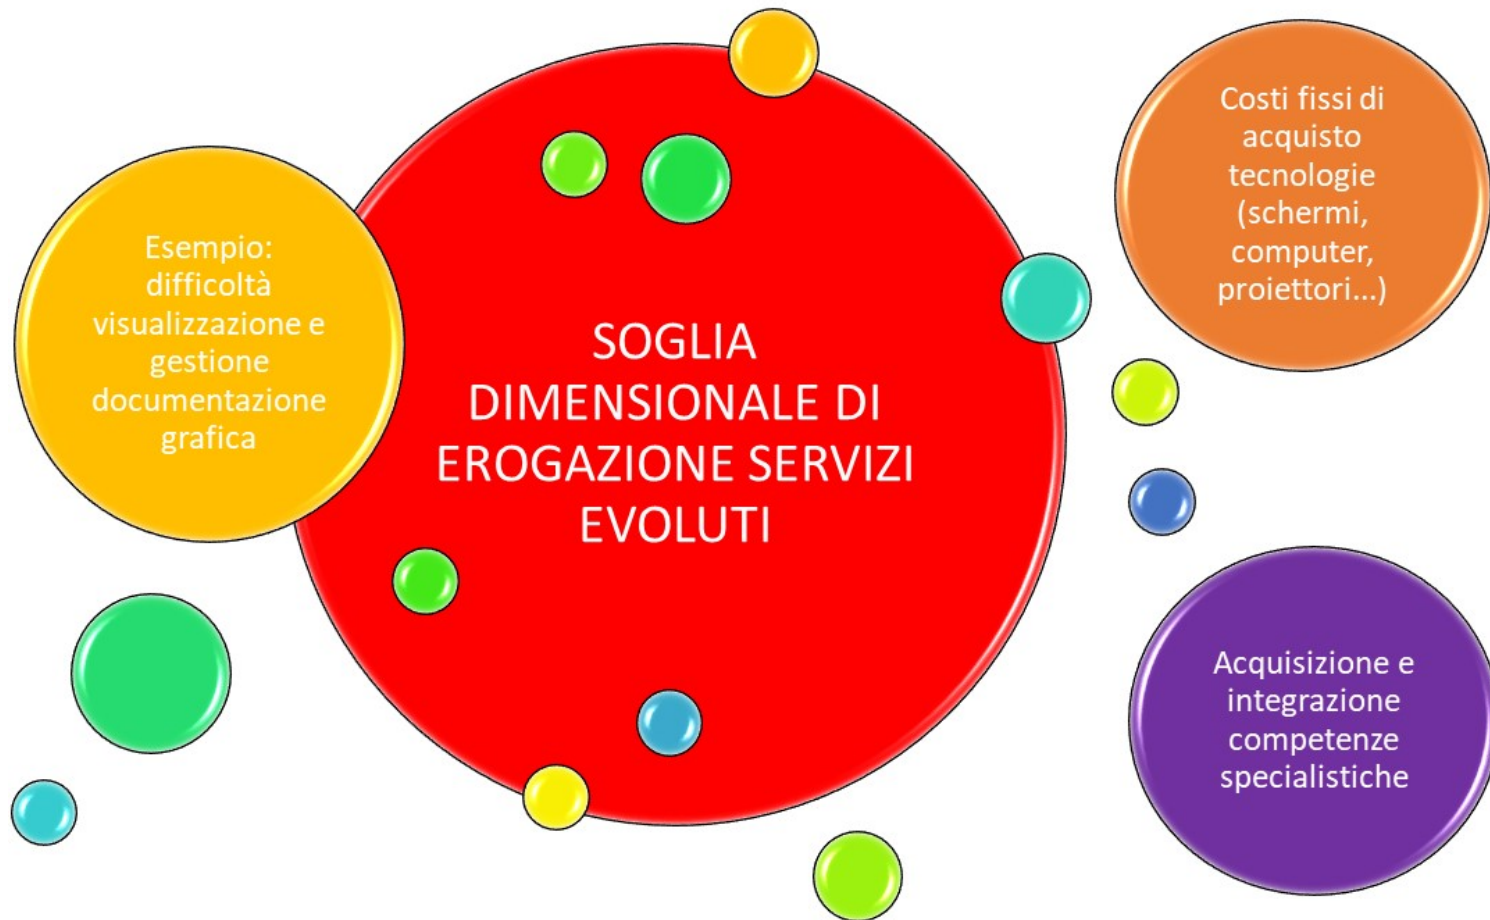 Esempio:
difficoltà
visualizzazione e
gestione
documentazione
grafica
SOGLIA
DIMENSIONALE DI
EROGAZIONE SERVIZI
EVOLUTI
Costi fissi di
acquisto
tecnologie
(schermi,
computer,
proiettori...)
Acquisizione e
integrazione
competenze
specialistiche